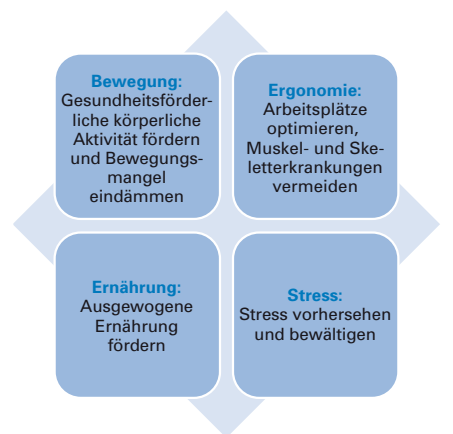 Bewegung:
Gesundheitsförder-
liche körperliche
Aktivität fördern
und Bewegungs-
mangel
eindämmen
Ergonomie:
Arbeitsplätze
optimieren,
Muskel- und Ske-
letterkrankungen
vermeiden
Ernährung:
Ausgewogene
Ernährung
fördern
Stress:
Stress vorhersehen
und bewältigen